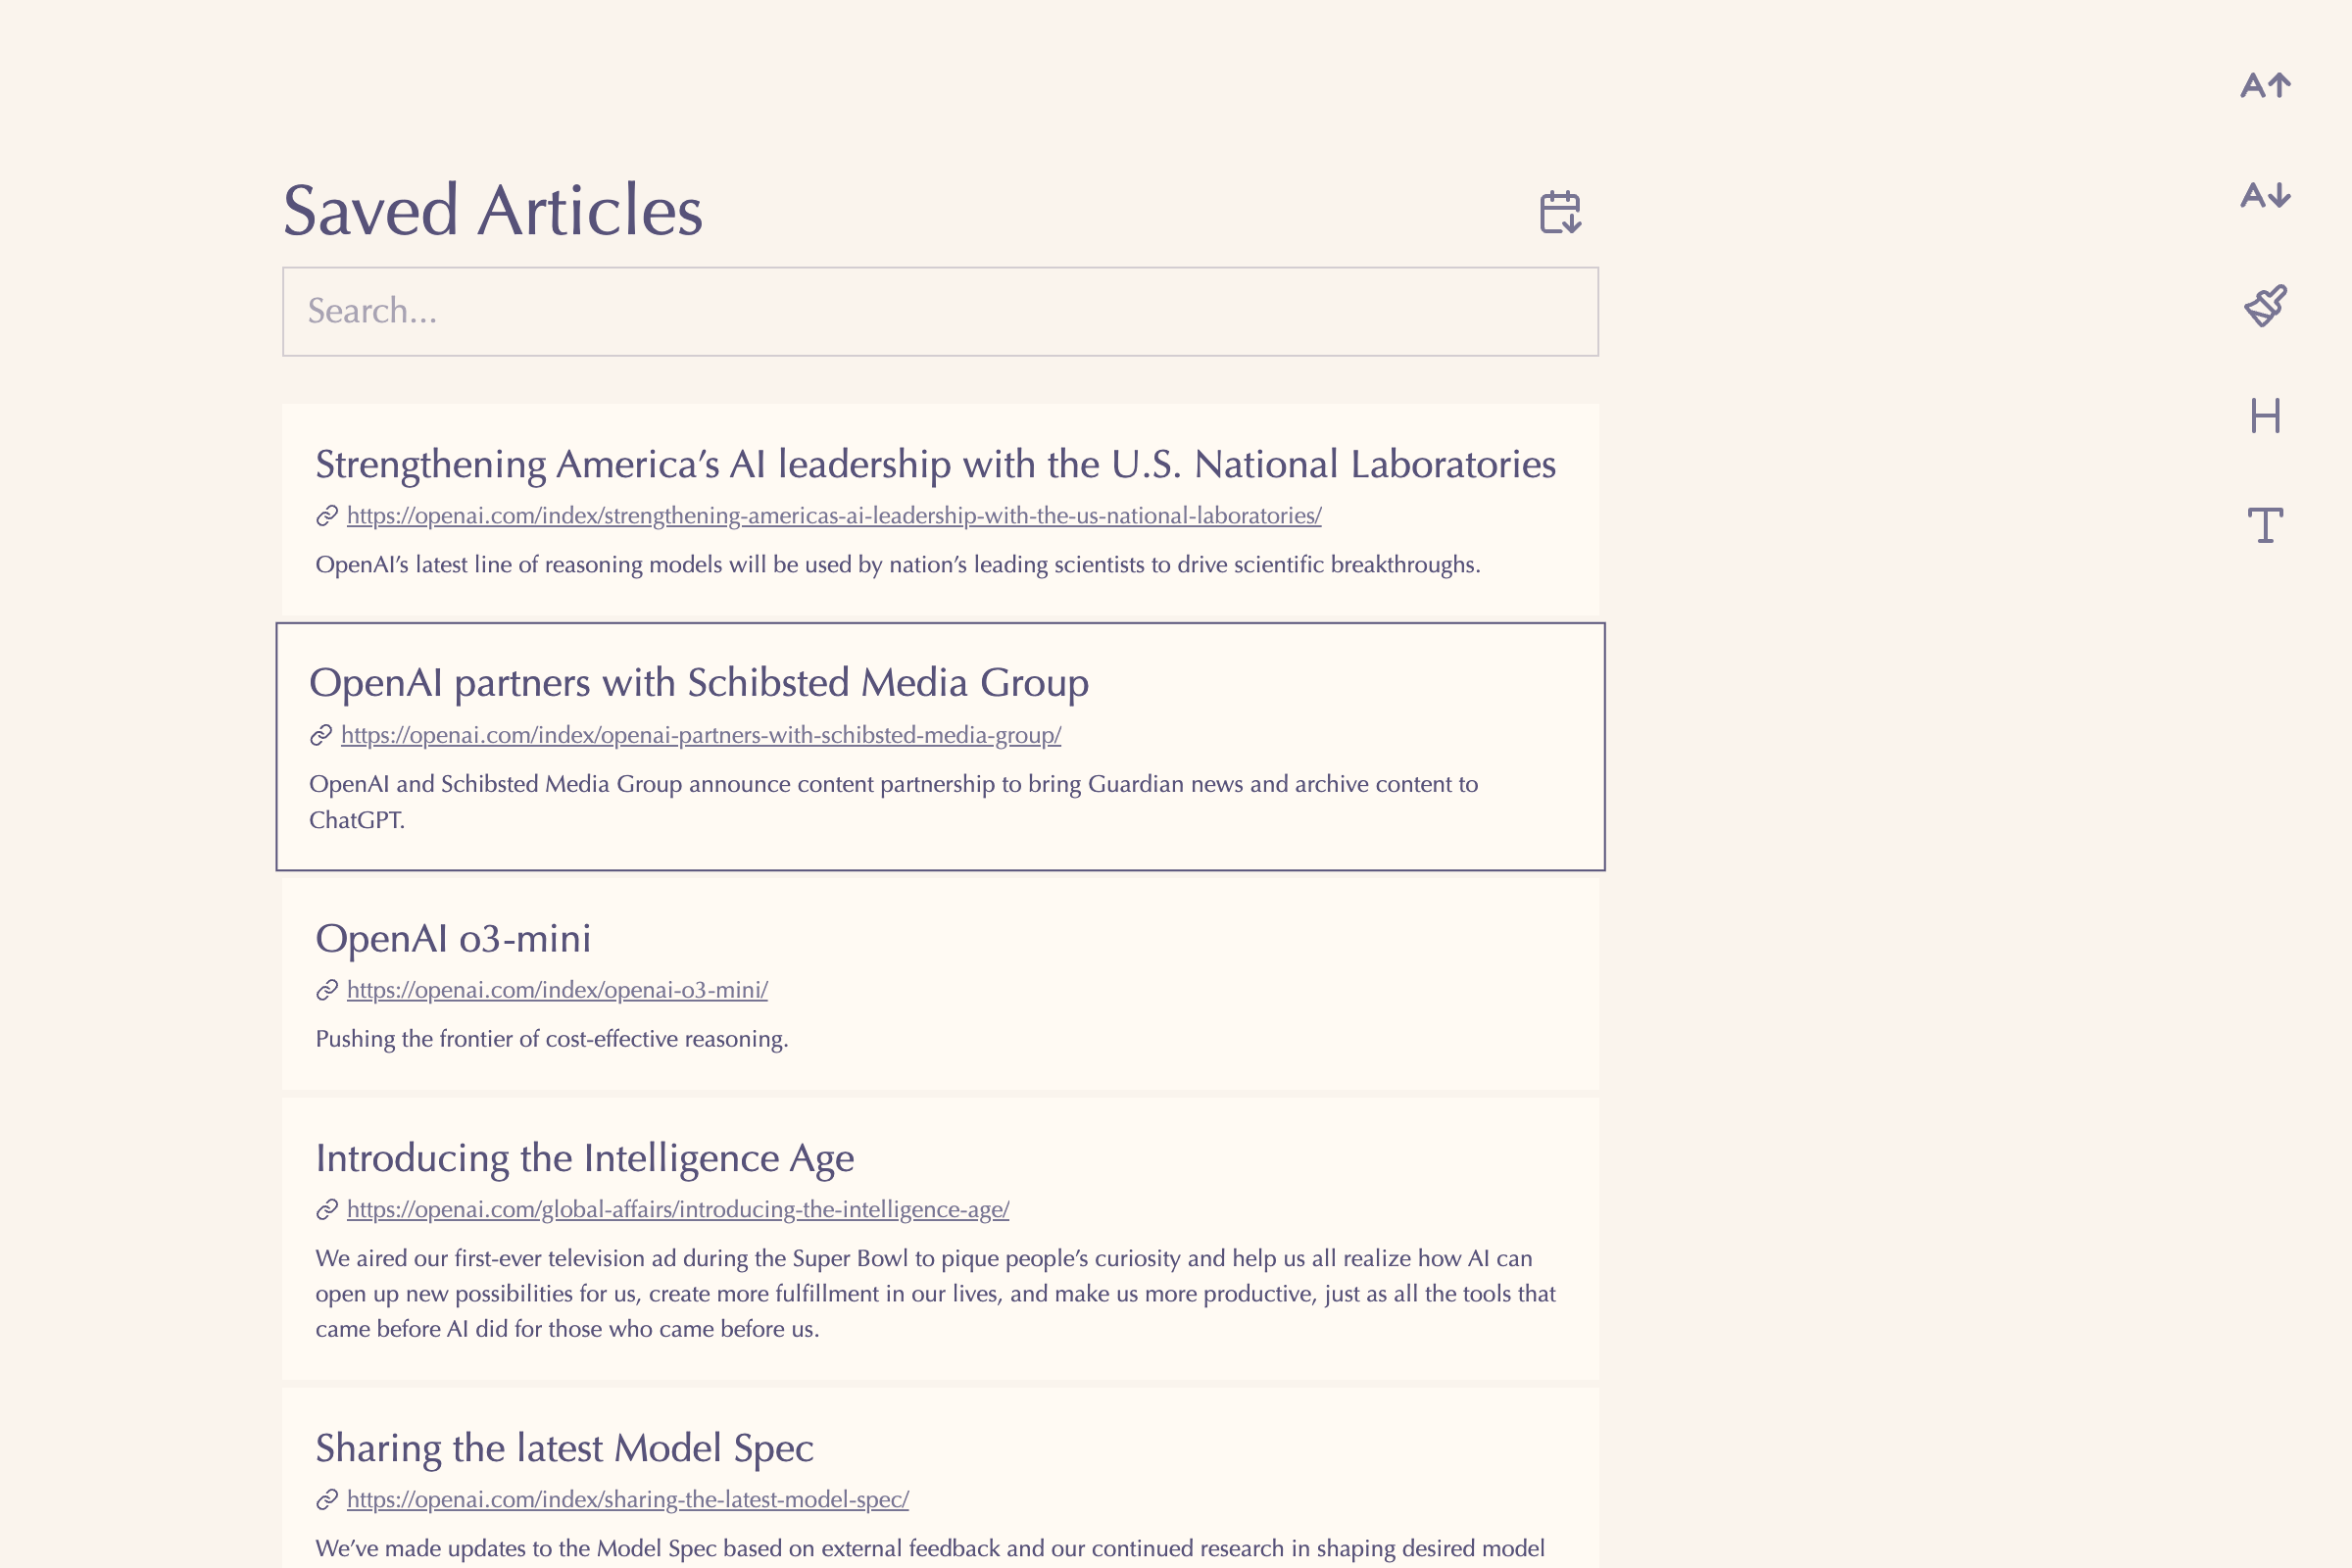 Saved Articles
Search...
Strengthening America’s AI leadership with the U.S. National Laboratories
https://openai.com/index/strengthening-americas-ai-leadership-with-the-us-national-laboratories/
OpenAI’s latest line of reasoning models will be used by nation’s leading scientists to drive scientific breakthroughs.
OpenAI partners with Schibsted Media Group
https://openai.com/index/openai-partners-with-schibsted-media-group/
OpenAI and Schibsted Media Group announce content partnership to bring Guardian news and archive content to
ChatGPT.
OpenAI o3-mini
https://openai.com/index/openai-o3-mini/
Pushing the frontier of cost-effective reasoning.
Introducing the Intelligence Age
https://openai.com/global-affairs/introducing-the-intelligence-age/
We aired our first-ever television ad during the Super Bowl to pique people’s curiosity and help us all realize how AI can
open up new possibilities for us, create more fulfillment in our lives, and make us more productive, just as all the tools that
came before AI did for those who came before us.
Sharing the latest Model Spec
https://openai.com/index/sharing-the-latest-model-spec/
We’ve made updates to the Model Spec based on external feedback and our continued research in shaping desired model
A
A
H
T